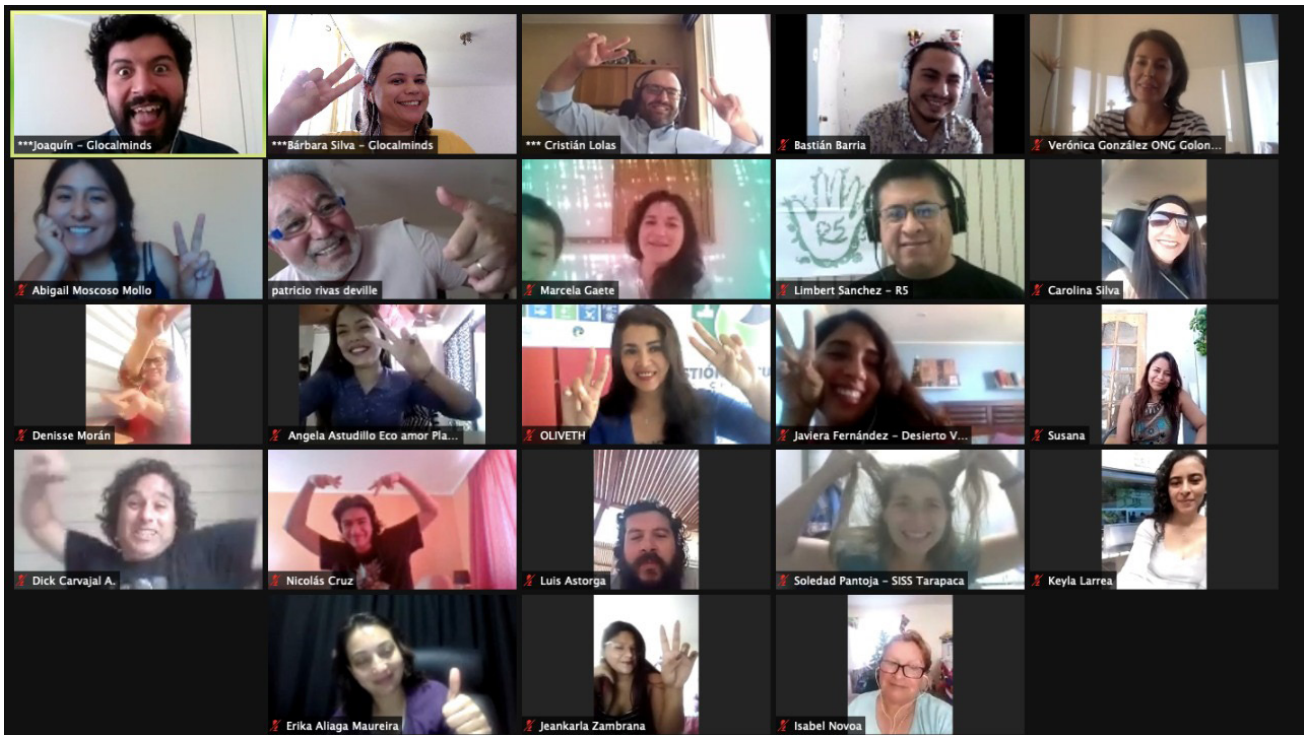 ***Joaquín – Glocalminds
***Bárbara Silva – Glocalminds
*** Cristián Lolas
Bastián Barria
Verónica González ONG Golon...
Abigail Moscoso Mollo
patricio rivas deville
Marcela Gaete
R5
Limbert Sanchez – R5
Carolina Silva
Denisse Morán
Angela Astudillo Eco amor Pla...
STIÓN
OLIVETH
Javiera Fernández – Desierto V...
Susana
Dick Carvajal A.
Nicolás Cruz
Luis Astorga
Soledad Pantoja – SISS Tarapaca
Keyla Larrea
Erika Aliaga Maureira
Jeankarla Zambrana
Isabel Novoa